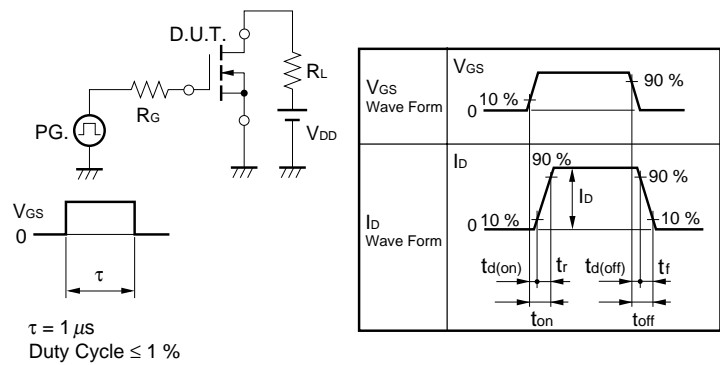 D.U.T.
RL
RG
PG.
VDD
VGS
0
τ
τ = 1 μs
Duty Cycle ≤ 1 %
VGS
Wave Form
VGS
10 %
0
90 %
ID
Wave Form
ID
90 %
90 %
ID
0 10 %
10 %
td(on) tr td(off) tf
ton toff